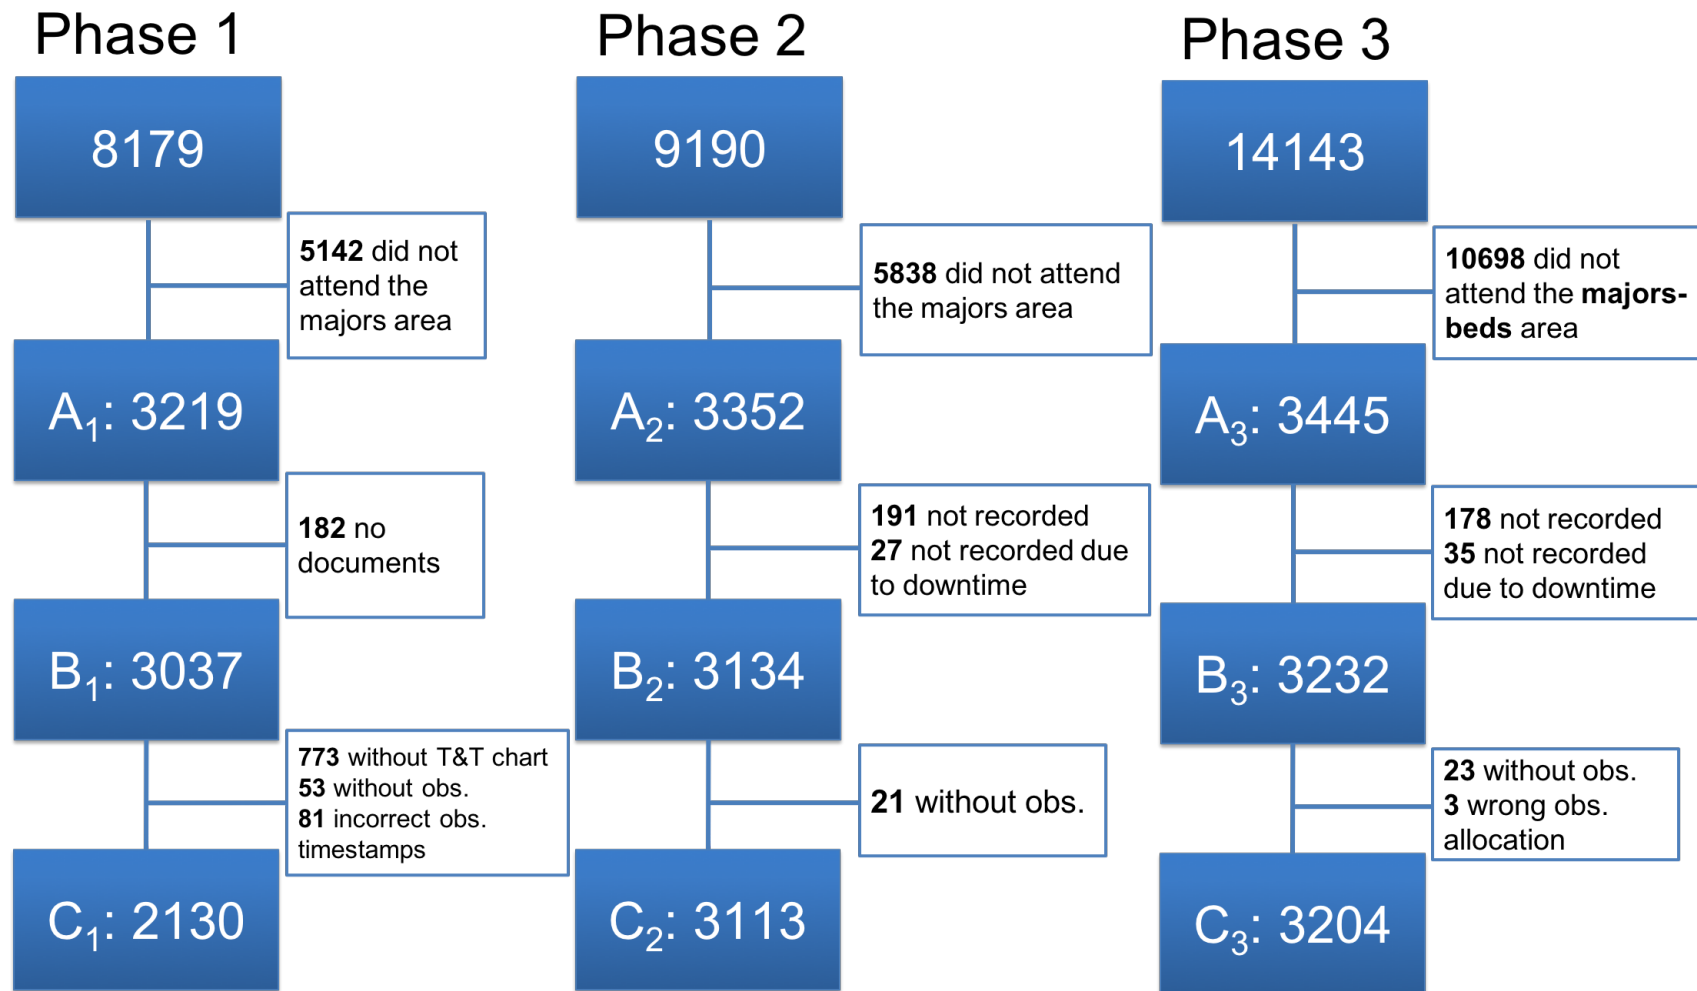 Phase 1
8179
5142 did not
attend the
majors area
A1: 3219
182 no
documents
B1: 3037
773 without T&T chart
53 without obs.
81 incorrect obs.
timestamps
C1: 2130
Phase 2
9190
5838 did not attend
the majors area
A2: 3352
191 not recorded
27 not recorded due
to downtime
B2: 3134
21 without obs.
C2: 3113
Phase 3
14143
10698 did not
attend the majors-
beds area
A3: 3445
178 not recorded
35 not recorded
due to downtime
B3: 3232
23 without obs.
3 wrong obs.
allocation
C3: 3204